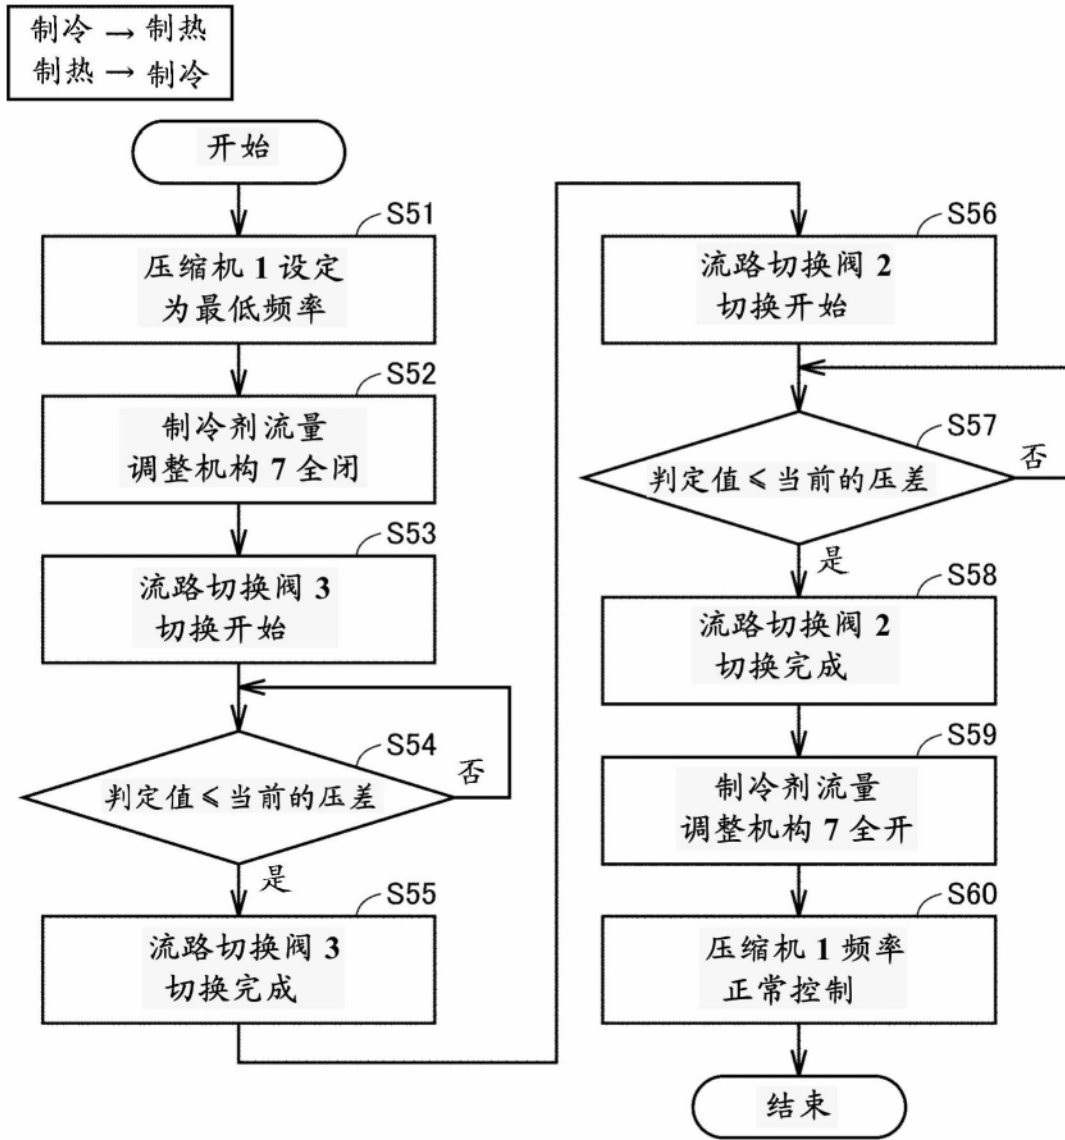 制冷 → 制热
制热 → 制冷
开始
S51
压缩机 1 设定
为最低频率
S52
制冷剂流量
调整机构 7 全闭
S53
流路切换阀 3
切换开始
S54
判定值 ≤ 当前的压差
否
是
S55
流路切换阀 3
切换完成
S56
流路切换阀 2
切换开始
S57
判定值 ≤ 当前的压差
否
是
S58
流路切换阀 2
切换完成
S59
制冷剂流量
调整机构 7 全开
S60
压缩机 1 频率
正常控制
结束